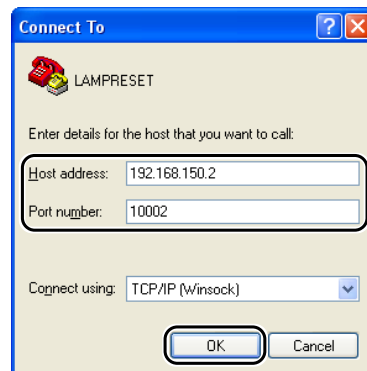 Connect To
LAMPRESET
Enter details for the host that you want to call:
Host address: 192.168.150.2
Port number: 10002
Connect using: TCP/IP (Winsock)
OK Cancel